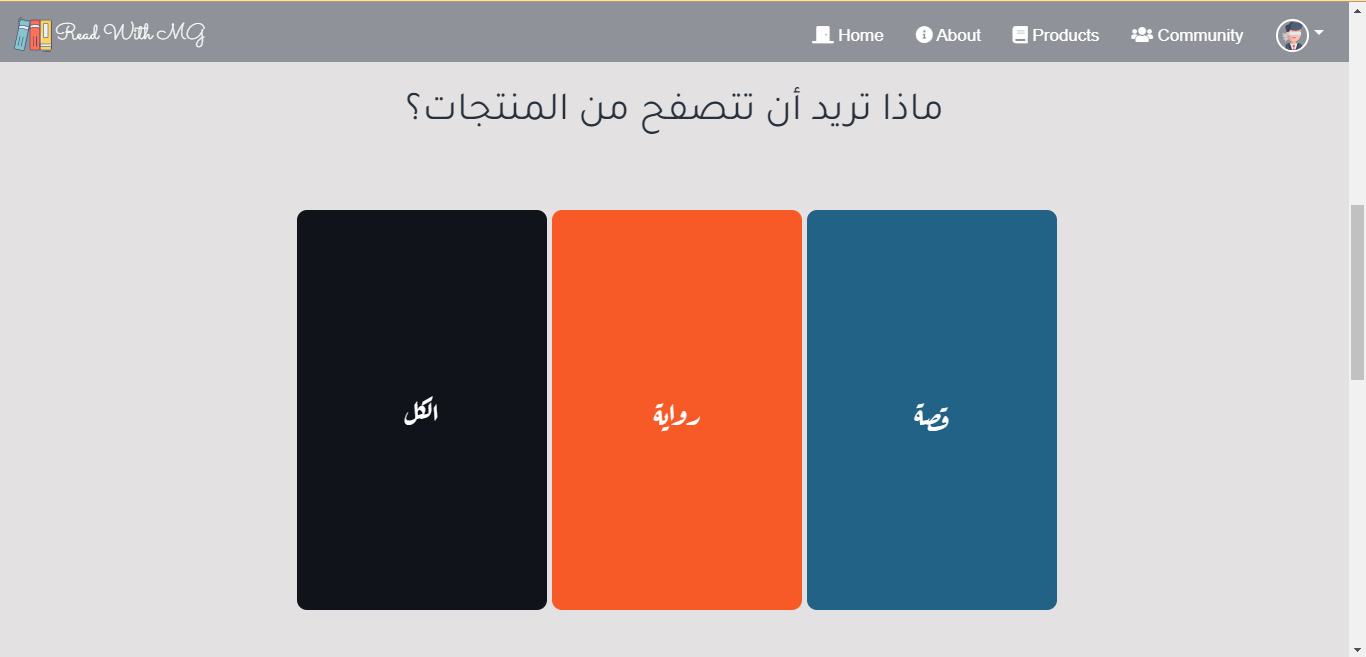 Read With MG
Home About Products Community
ماذا تريد أن تتصفح من المنتجات؟
قصة
رواية
الكل